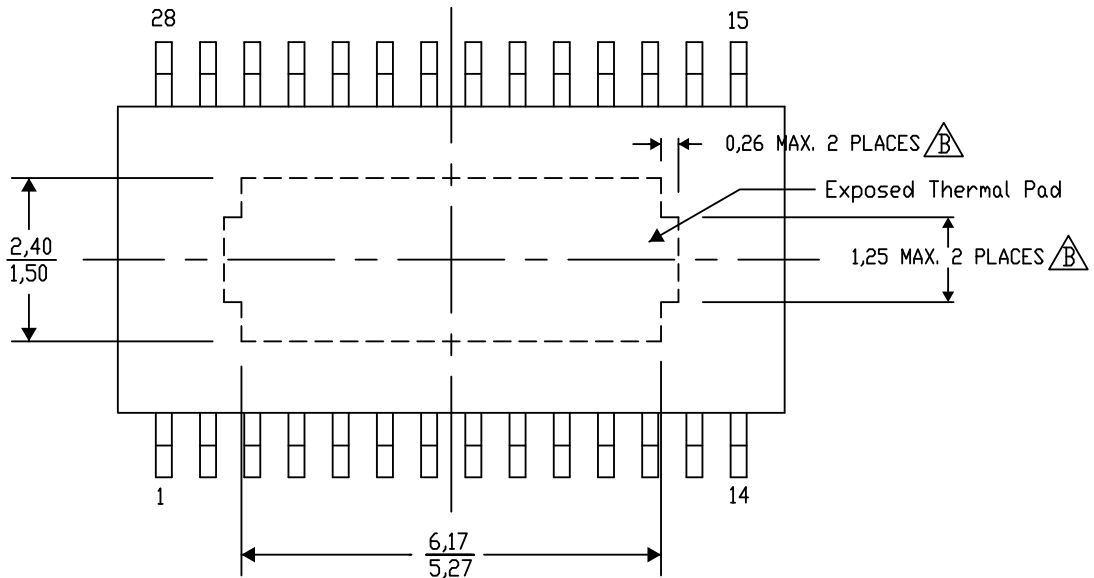 28
15
0,26 MAX. 2 PLACES B
Exposed Thermal Pad
2,40
1,50
1,25 MAX. 2 PLACES B
1
14
6,17
5,27